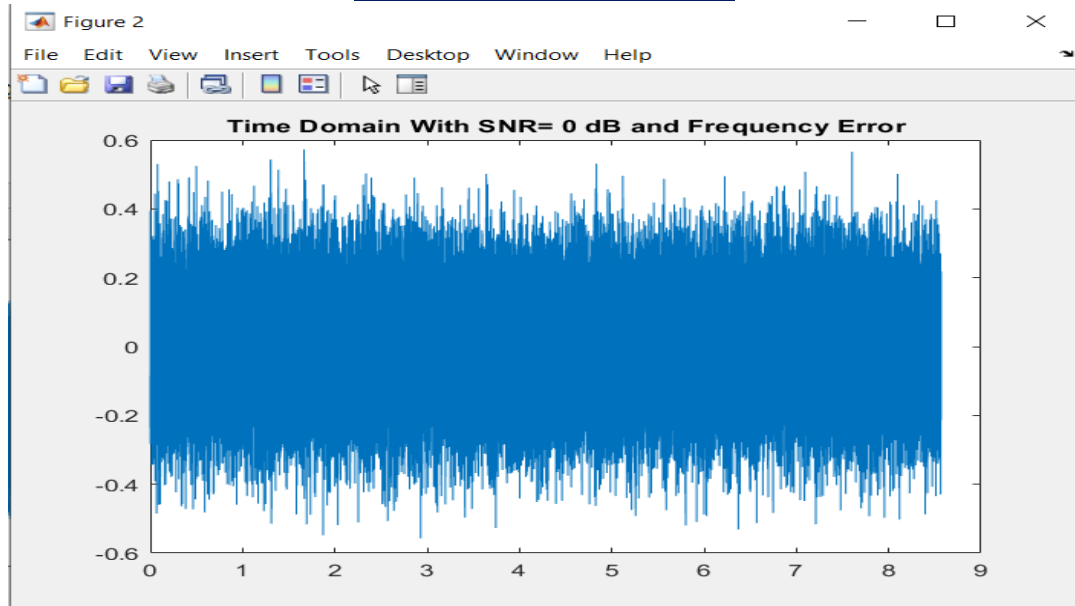 Figure 2
File Edit View Insert Tools Desktop Window Help
Time Domain With SNR= 0 dB and Frequency Error
0.6
0.4
0.2
0
-0.2
-0.4
-0.6
0 1 2 3 4 5 6 7 8 9